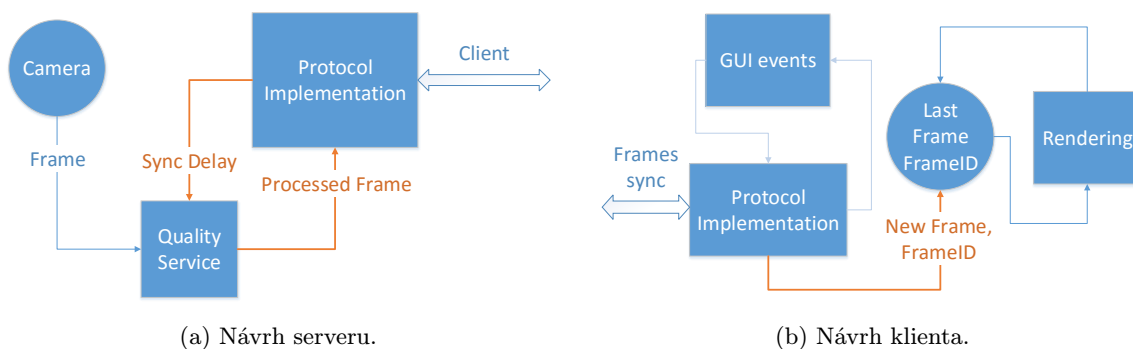 Camera
Frame
Sync Delay
Protocol
Implementation
Client
Processed Frame
Quality
Service
(a) Návrh serveru.
GUI events
Frames
sync
Protocol
Implementation
Last
Frame
FrameID
Rendering
New Frame,
FrameID
(b) Návrh klienta.